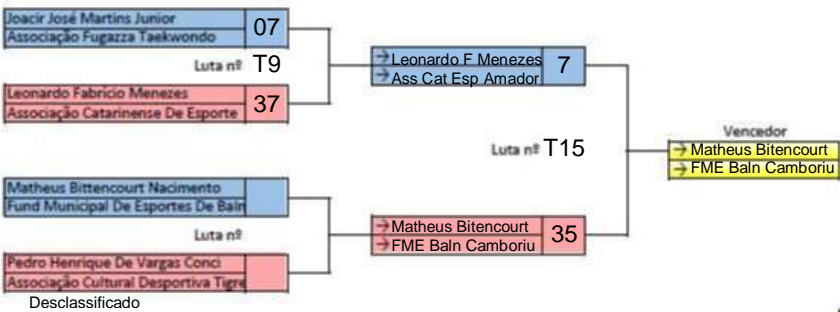 Joacir José Martins Junior
Associação Fugazza Taekwondo
07
Luta nº T9
Leonardo Fabrício Menezes
Associação Catarinense De Esporte
37
Leonardo F Menezes
Ass Cat Esp Amador
7
Luta nº T15
Vencedor
Matheus Bitencourt
FME Baln Camboriu
Matheus Bittencourt Nacimento
Fund Municipal De Esportes De Baln
Luta nº
Matheus Bitencourt
FME Baln Camboriu
35
Pedro Henrique De Vargas Conci
Associação Cultural Desportiva Tigre
Desclassificado